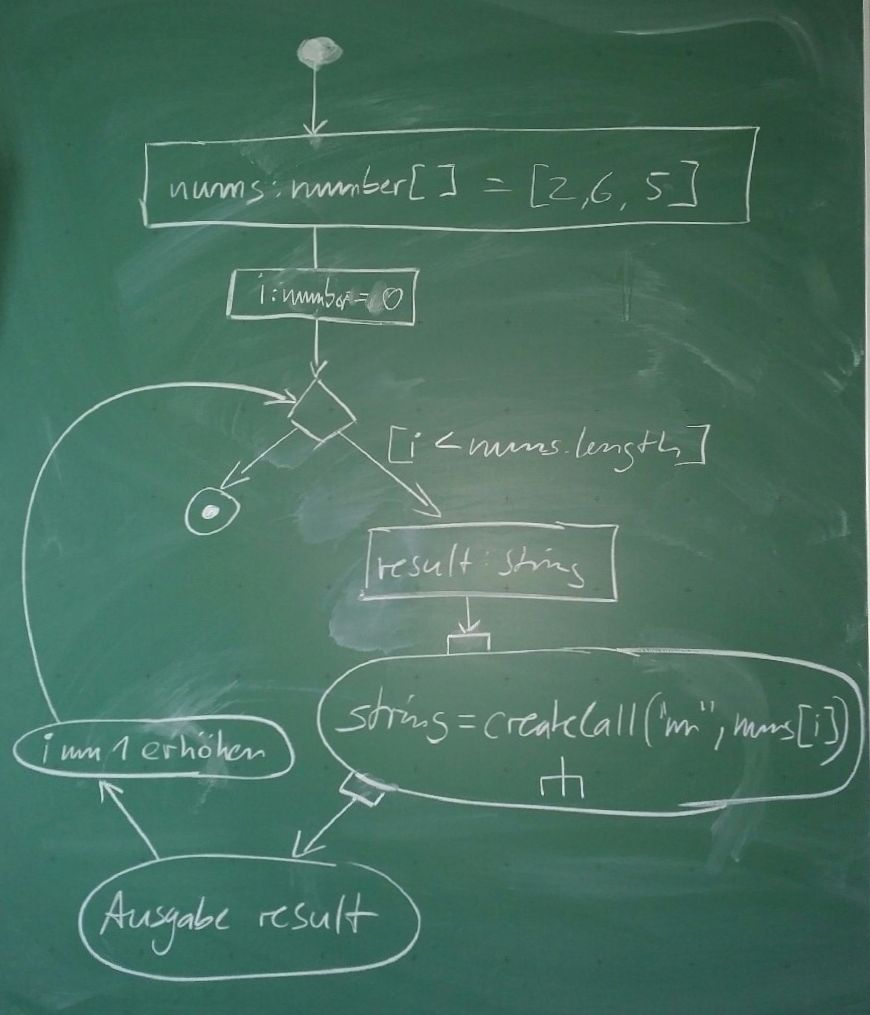 nums:number[] = [2,6,5]
i:number=0
[i<nums.length]
result:string
string=createCall("m",nums[i])
i um 1 erhöhen
Ausgabe result